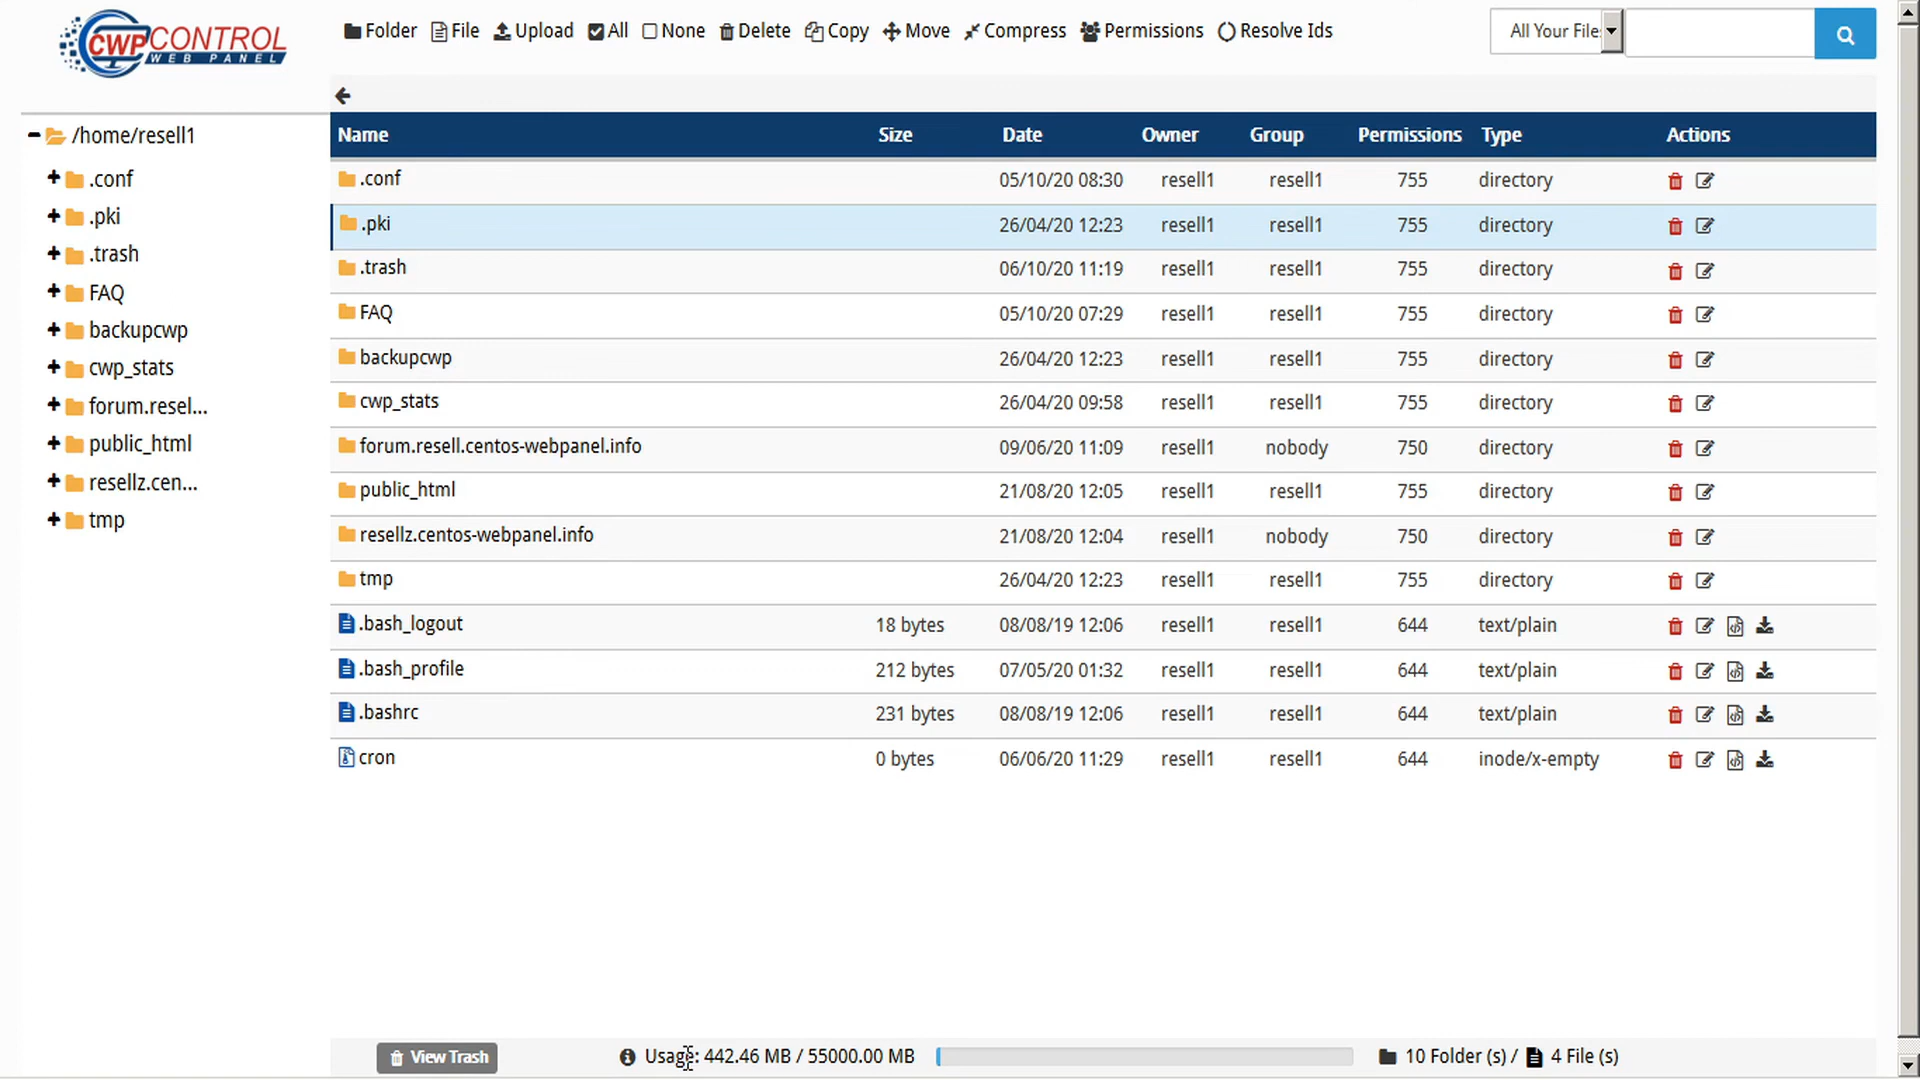 CWP CONTROL
WEB PANEL
Folder File Upload All None Delete Copy Move Compress Permissions Resolve Ids
All Your File
/home/resell1
.conf
.pki
.trash
FAQ
backupcwp
cwp_stats
forum.resel...
public_html
resellz.cen...
tmp
Name Size Date Owner Group Permissions Type Actions
.conf 05/10/20 08:30 resell1 resell1 755 directory
.pki 26/04/20 12:23 resell1 resell1 755 directory
.trash 06/10/20 11:19 resell1 resell1 755 directory
FAQ 05/10/20 07:29 resell1 resell1 755 directory
backupcwp 26/04/20 12:23 resell1 resell1 755 directory
cwp_stats 26/04/20 09:58 resell1 resell1 755 directory
forum.resell.centos-webpanel.info 09/06/20 11:09 resell1 nobody 750 directory
public_html 21/08/20 12:05 resell1 resell1 755 directory
resellz.centos-webpanel.info 21/08/20 12:04 resell1 nobody 750 directory
tmp 26/04/20 12:23 resell1 resell1 755 directory
.bash_logout 18 bytes 08/08/19 12:06 resell1 resell1 644 text/plain
.bash_profile 212 bytes 07/05/20 01:32 resell1 resell1 644 text/plain
.bashrc 231 bytes 08/08/19 12:06 resell1 resell1 644 text/plain
cron 0 bytes 06/06/20 11:29 resell1 resell1 644 inode/x-empty
View Trash Usage: 442.46 MB / 55000.00 MB 10 Folder (s) / 4 File (s)